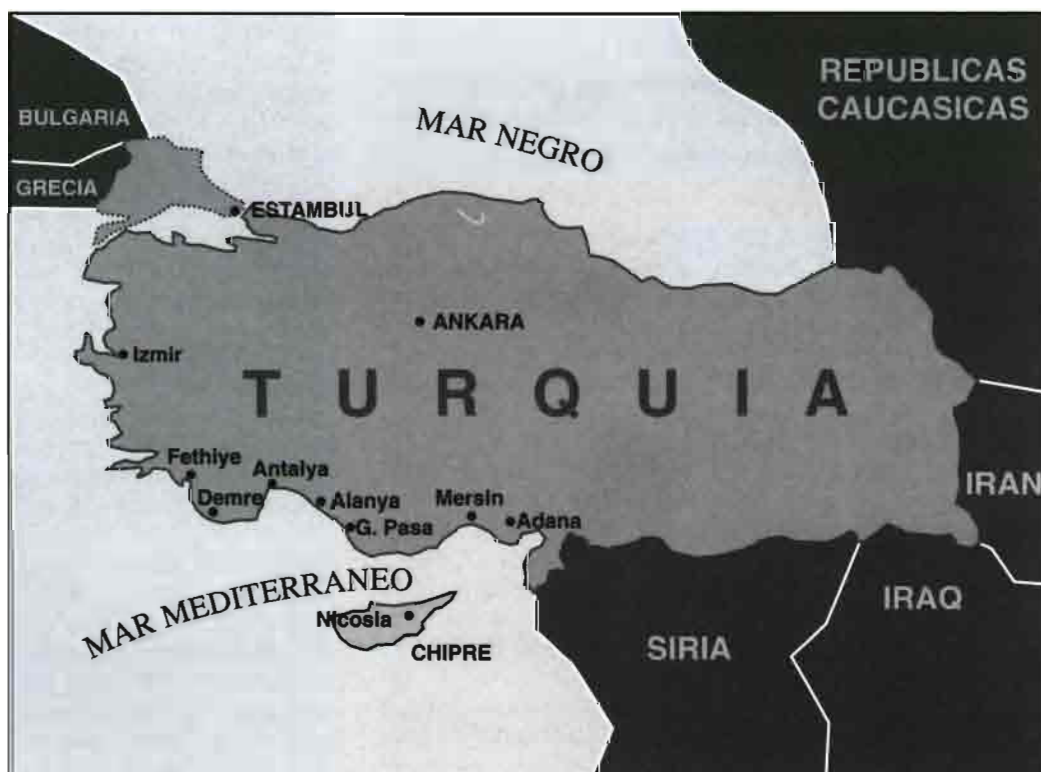 REPUBLICAS
CAUCASICAS
BULGARIA
MAR NEGRO
GRECIA
ESTAMBUL
ANKARA
Izmir
TURQUIA
Fethiye
Antalya
Demre
Alanya
Mersin
G. Pasa
Adana
IRAN
MAR MEDITERRANEO
Nicosia
CHIPRE
SIRIA
IRAQ